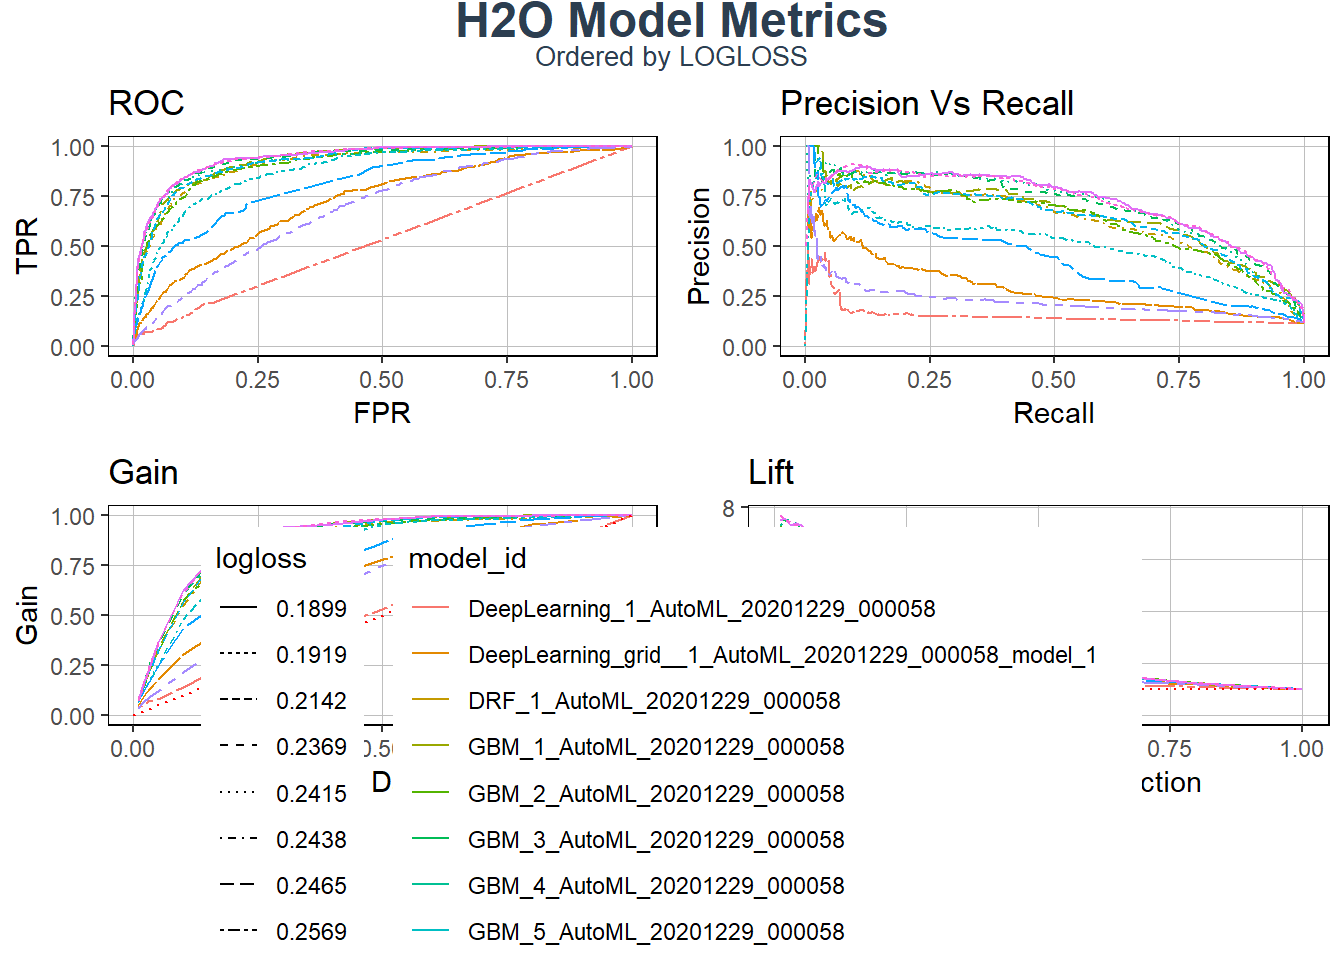 H2O Model Metrics
Ordered by LOGLOSS
ROC
1.00
0.75
0.50
0.25
0.00
TPR
0.00 0.25 0.50 0.75 1.00
FPR
Precision Vs Recall
1.00
0.75
0.50
0.25
0.00
Precision
0.00 0.25 0.50 0.75 1.00
Recall
Gain
1.00
0.75
0.50
0.25
0.00
Gain
0.00
Lift
8
0.75 1.00
logloss
0.1899
0.1919
0.2142
0.2369
0.2415
0.2438
0.2465
0.2569
model_id
DeepLearning_1_AutoML_20201229_000058
DeepLearning_grid__1_AutoML_20201229_000058_model_1
DRF_1_AutoML_20201229_000058
GBM_1_AutoML_20201229_000058
GBM_2_AutoML_20201229_000058
GBM_3_AutoML_20201229_000058
GBM_4_AutoML_20201229_000058
GBM_5_AutoML_20201229_000058